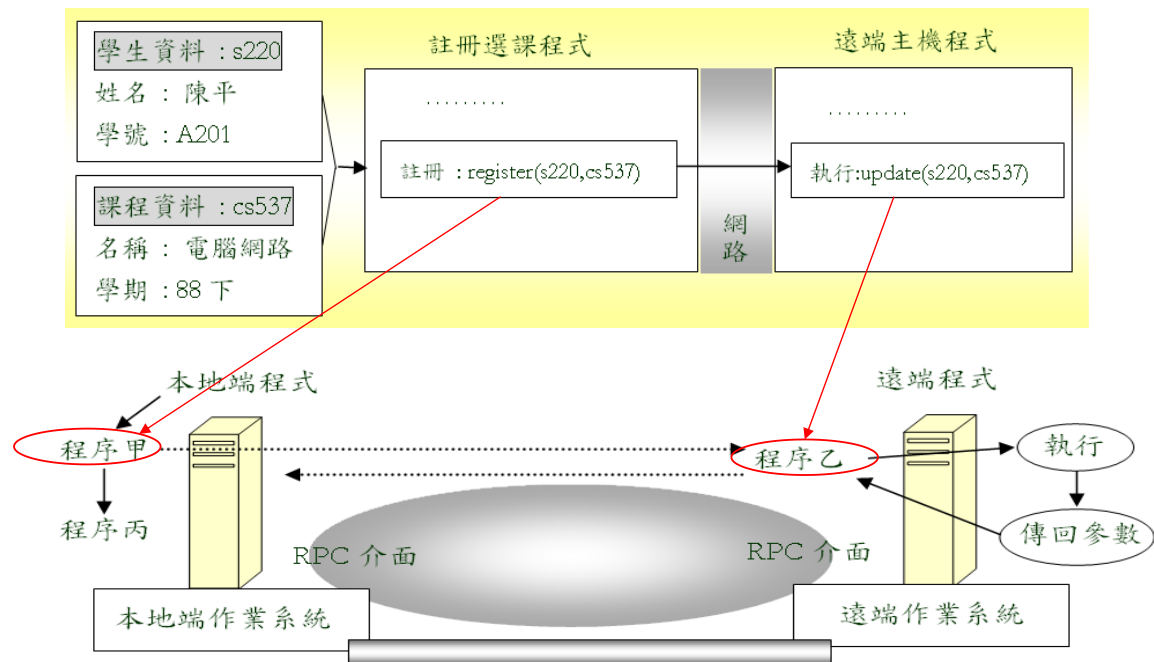 學生資料 : s220
姓名 : 陳平
學號 : A201
課程資料 : cs537
名稱 : 電腦網路
學期 : 88 下
註冊選課程式
.........
註冊 : register(s220,cs537)
網路
遠端主機程式
.........
執行:update(s220,cs537)
本地端程式
程序甲
程序丙
遠端程式
程序乙
執行
傳回參數
RPC 介面
RPC 介面
本地端作業系統
遠端作業系統